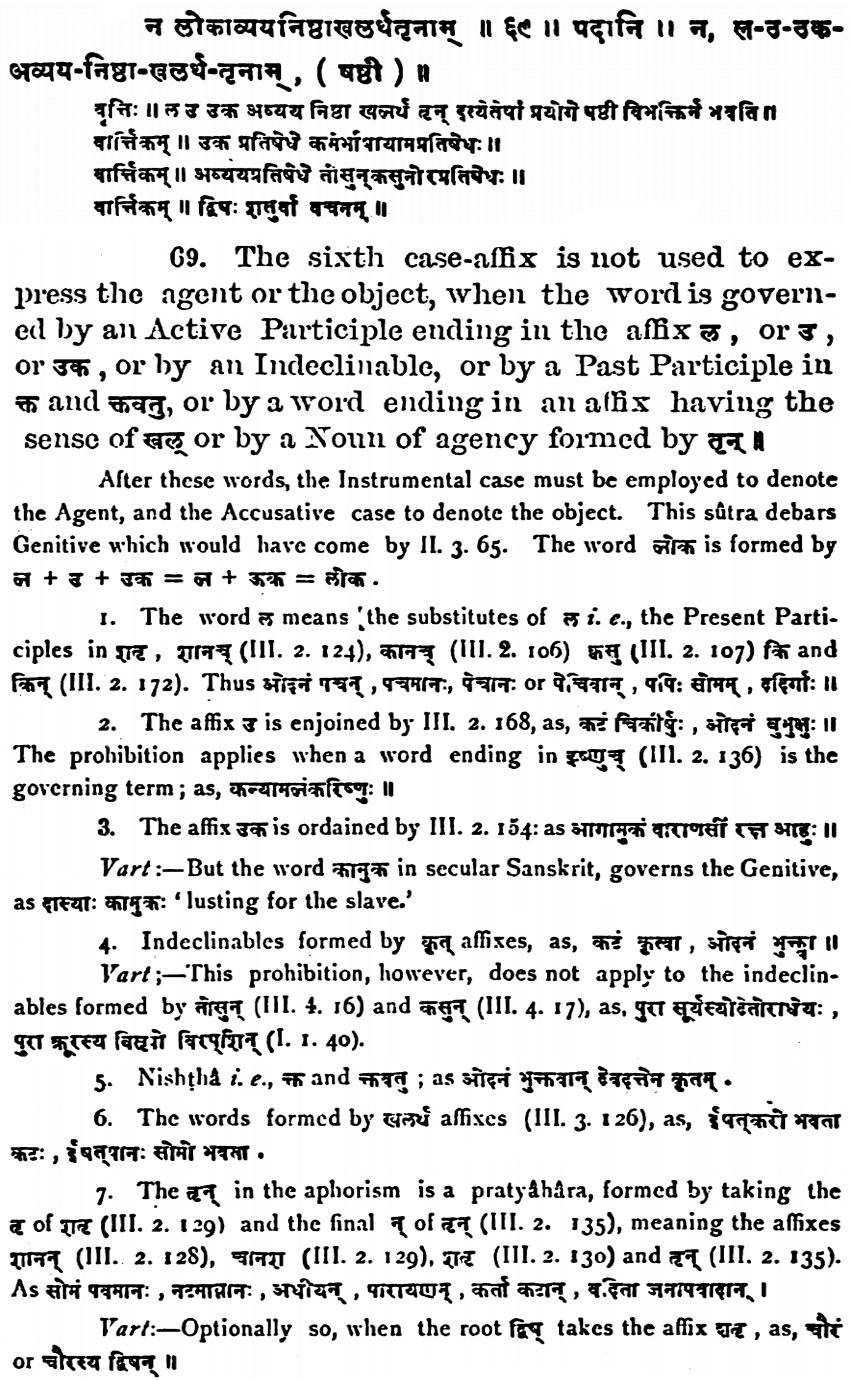 न लोकाव्ययनिष्ठाखलर्थतृनाम् ॥ ६९ ॥ पदानि ॥ न, ल-उ-उक-
अव्यय-निष्ठा-खलर्थ-तृनाम्, ( षष्ठी ) ॥
वृत्तिः ॥ ल उ उक अव्यय निष्ठा खलर्थ तृन् इत्येतेषां प्रयोगे षष्ठी विभक्तिर्न भवति ॥
वार्त्तिकम् ॥ उक प्रतिषेधे कमेर्भाषायामप्रतिषेधः ॥
वार्त्तिकम् ॥ अव्ययप्रतिषेधे तोसुन्कसुनोरप्रतिषेधः ॥
वार्त्तिकम् ॥ द्विषः शतुर्वा वचनम् ॥
69. The sixth case-affix is not used to ex-
press the agent or the object, when the word is govern-
ed by an Active Participle ending in the affix ल, or उ,
or उक, or by an Indeclinable, or by a Past Participle in
क्त and क्तवतु, or by a word ending in an affix having the
sense of खल् or by a Noun of agency formed by तृन् ॥
After these words, the Instrumental case must be employed to denote
the Agent, and the Accusative case to denote the object. This sûtra debars
Genitive which would have come by II. 3. 65. The word लोक is formed by
ल + उ + उक = ल + ऊक = लोक.
1. The word ल means 'the substitutes of ल i. e., the Present Parti-
ciples in शतृ, शानच् (III. 2. 124), कानच् (III. 2. 106) क्वसु (III. 2. 107) कि and
किन् (III. 2. 172). Thus ओदनं पचन्, पचमानः, पेचानः or पेचिवान्, पपिः सोमम्, ददिर्गाः ॥
2. The affix उ is enjoined by III. 2. 168, as, कटं चिकीर्षुः, ओदनं बुभुक्षुः ॥
The prohibition applies when a word ending in इष्णुच् (III. 2. 136) is the
governing term; as, कन्यामलंकरिष्णुः ॥
3. The affix उक is ordained by III. 2. 154: as आगामुकं वाराणसीं रक्ष आहुः ॥
Vart:—But the word कामुक in secular Sanskrit, governs the Genitive,
as दास्याः कामुकः 'lusting for the slave.'
4. Indeclinables formed by कृत् affixes, as, कटं कृत्वा, ओदनं भुक्त्वा ॥
Vart;—This prohibition, however, does not apply to the indeclin-
ables formed by तोसुन् (III. 4. 16) and कसुन् (III. 4. 17), as, पुरा सूर्यस्योदेतोराधेयः,
पुरा क्रूरस्य विसृपो विरप्शिन् (I. 1. 40).
5. Nishṭhâ i. e., क्त and क्तवतु; as ओदनं भुक्तवान् देवदत्तेन कृतम्.
6. The words formed by खलर्थ affixes (III. 3. 126), as, ईषत्करो भवता
कटः, ईषत्पानः सोमो भवता.
7. The तृन् in the aphorism is a pratyâhâra, formed by taking the
तृ of शतृ (III. 2. 129) and the final न् of तृन् (III. 2. 135), meaning the affixes
शानन् (III. 2. 128), चानश (III. 2. 129), शतृ (III. 2. 130) and तृन् (III. 2. 135).
As सोमं पवमानः, नटमाघ्नानः, अधीयन्, पारायणम्, कर्ता कटान्, वदिता जनापवादान् ।
Vart:—Optionally so, when the root द्विष् takes the affix शतृ, as, चौरं
or चौरस्य द्विषन् ॥